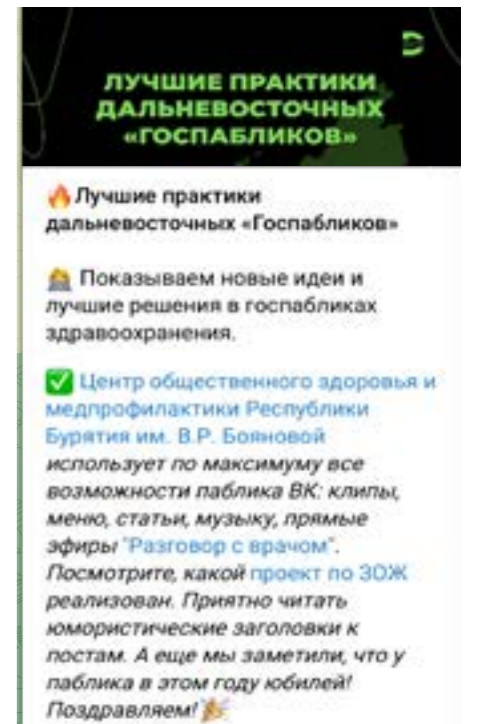 ЛУЧШИЕ ПРАКТИКИ
ДАЛЬНЕВОСТОЧНЫХ
«ГОСПАБЛИКОВ»
🔥Лучшие практики
дальневосточных «Госпабликов»
Показываем новые идеи и
лучшие решения в госпабликах
здравоохранения.
✅ Центр общественного здоровья и
медпрофилактики Республики
Бурятия им. В.Р. Бояновой
использует по максимуму все
возможности паблика ВК: клипы,
меню, статьи, музыку, прямые
эфиры "Разговор с врачом".
Посмотрите, какой проект по ЗОЖ
реализован. Приятно читать
юмористические заголовки к
постам. А еще мы заметили, что у
паблика в этом году юбилей!
Поздравляем!🎉